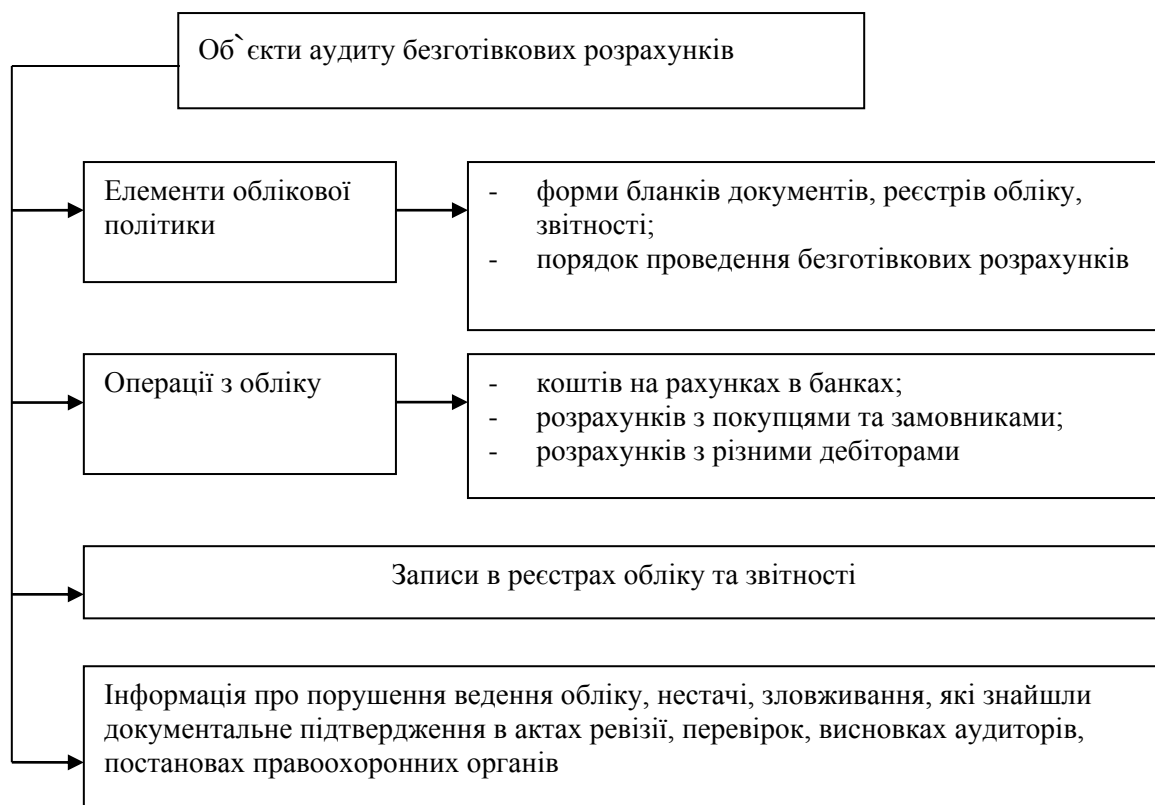 Об`єкти аудиту безготівкових розрахунків
Елементи облікової
політики
- форми бланків документів, реєстрів обліку,
звітності;
- порядок проведення безготівкових розрахунків
Операції з обліку
- коштів на рахунках в банках;
- розрахунків з покупцями та замовниками;
- розрахунків з різними дебіторами
Записи в реєстрах обліку та звітності
Інформація про порушення ведення обліку, нестачі, зловживання, які знайшли
документальне підтвердження в актах ревізії, перевірок, висновках аудиторів,
постановах правоохоронних органів